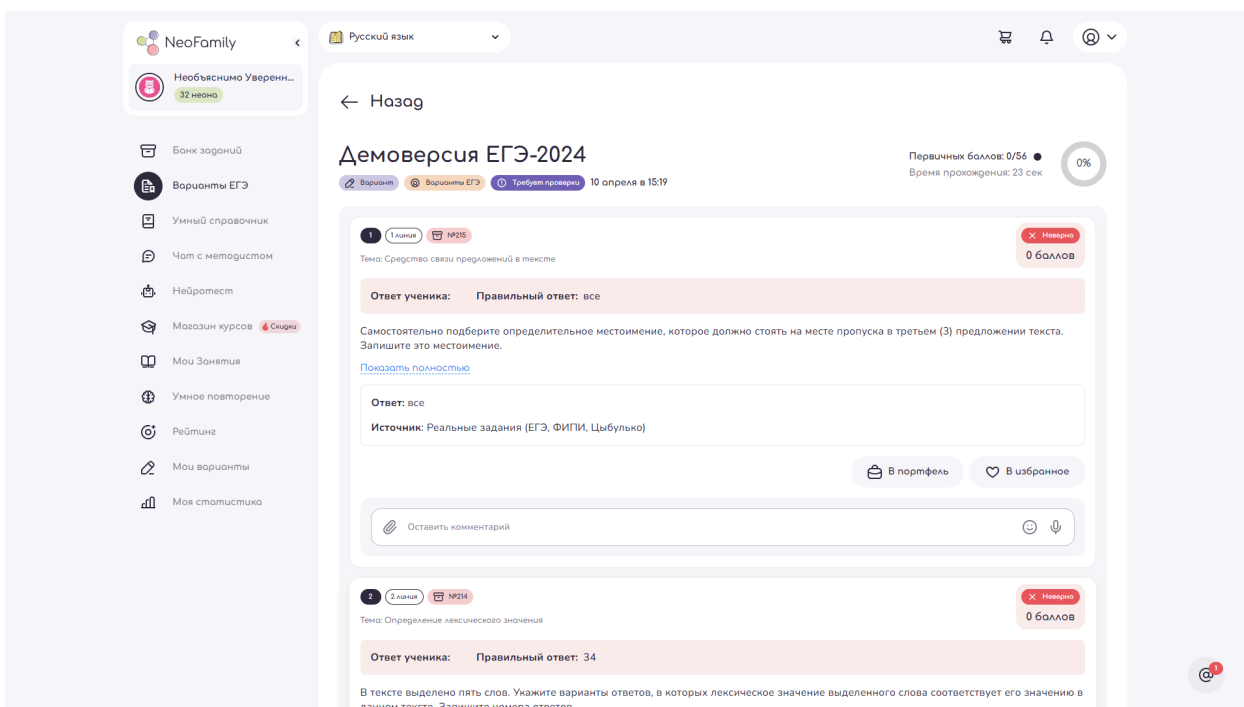 NeoFamily
Русский язык
Необъяснимо Уверенн...
32 неона
Банк заданий
Варианты ЕГЭ
Умный справочник
Чат с методистом
Нейротест
Магазин курсов
Скидки
Мои Занятия
Умное повторение
Рейтинг
Мои варианты
Моя статистика
Назад
Демоверсия ЕГЭ-2024
Вариант
Варианты ЕГЭ
Требует проверки
10 апреля в 15:19
Первичных баллов: 0/56
Время прохождения: 23 сек
0%
1
1 линия
№215
Неверно
0 баллов
Тема: Средства связи предложений в тексте
Ответ ученика: Правильный ответ: все
Самостоятельно подберите определительное местоимение, которое должно стоять на месте пропуска в третьем (3) предложении текста.
Запишите это местоимение.
Показать полностью
Ответ: все
Источник: Реальные задания (ЕГЭ, ФИПИ, Цыбулько)
В портфель
В избранное
Оставить комментарий
2
2 линия
№214
Неверно
0 баллов
Тема: Определение лексического значения
Ответ ученика: Правильный ответ: 34
В тексте выделено пять слов. Укажите варианты ответов, в которых лексическое значение выделенного слова соответствует его значению в
данном тексте. Запишите номера ответов.
1